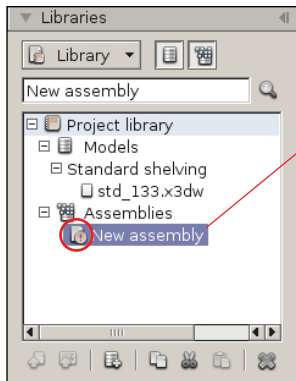 Libraries
Library
New assembly
Project library
Models
Standard shelving
std_133.x3dw
Assemblies
New assembly